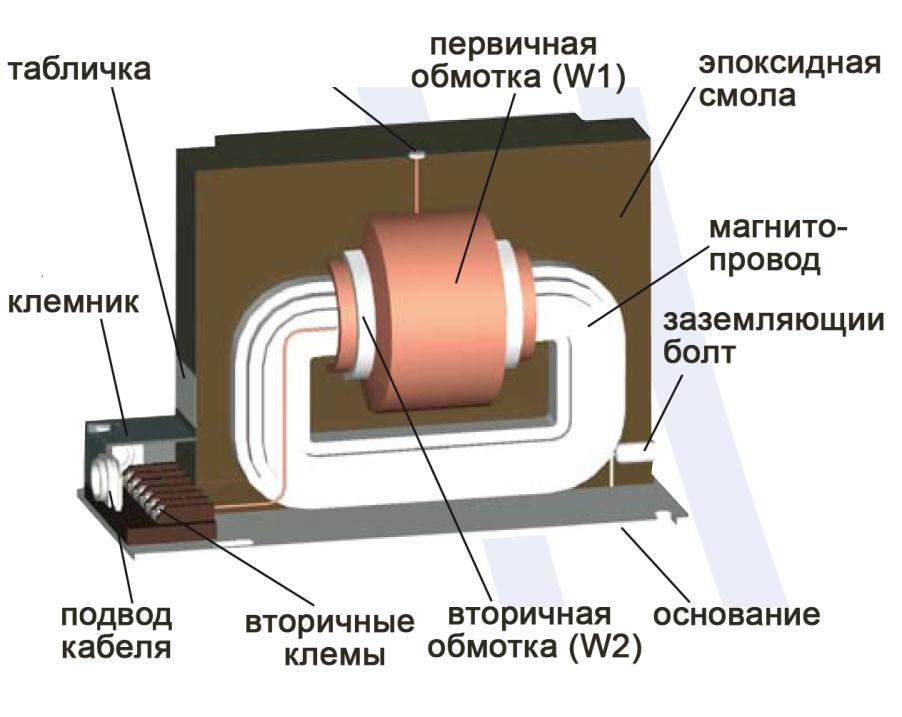 табличка
первичная
обмотка (W1)
эпоксидная
смола
магнито-
провод
клемник
заземляющии
болт
подвод
кабеля
вторичные
клемы
вторичная
обмотка (W2)
основание